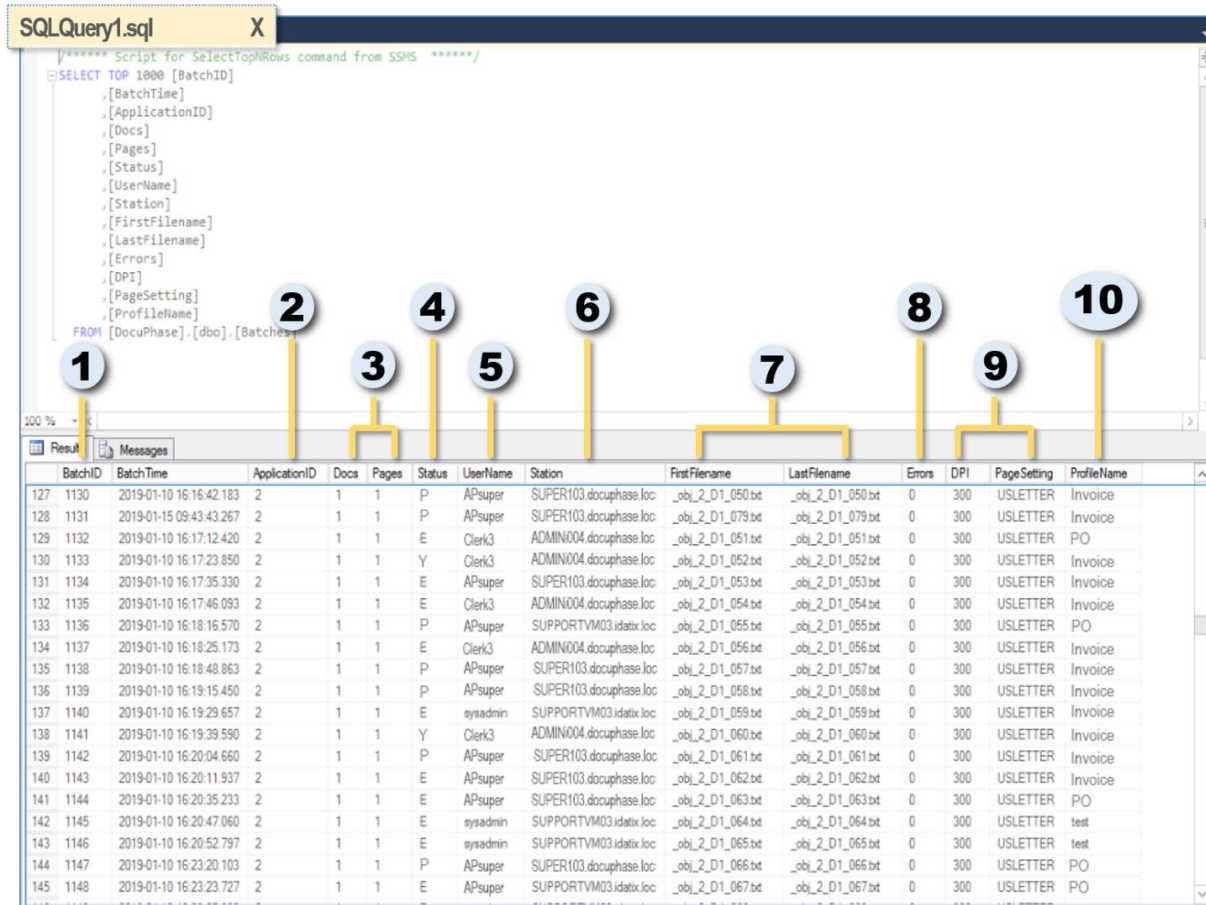 SQLQuery1.sql X
/****** Script for SelectTopNRows command from SSMS ******/
SELECT TOP 1000 [BatchID]
,[BatchTime]
,[ApplicationID]
,[Docs]
,[Pages]
,[Status]
,[UserName]
,[Station]
,[FirstFilename]
,[LastFilename]
,[Errors]
,[DPI]
,[PageSetting]
,[ProfileName]
FROM [DocuPhase].[dbo].[Batches]
1 2 3 4 5 6 7 8 9 10
100 %
Messages
BatchID BatchTime ApplicationID Docs Pages Status UserName Station FirstFilename LastFilename Errors DPI PageSetting ProfileName
127 1130 2019-01-10 16:16:42.183 2 1 1 P APsuper SUPER103.docuphase.loc _obj_2_D1_050.txt _obj_2_D1_050.txt 0 300 USLETTER Invoice
128 1131 2019-01-15 09:43:43.267 2 1 1 P APsuper SUPER103.docuphase.loc _obj_2_D1_079.txt _obj_2_D1_079.txt 0 300 USLETTER Invoice
129 1132 2019-01-10 16:17:12.420 2 1 1 E Clerk3 ADMINi004.docuphase.loc _obj_2_D1_051.txt _obj_2_D1_051.txt 0 300 USLETTER PO
130 1133 2019-01-10 16:17:23.850 2 1 1 Y Clerk3 ADMINi004.docuphase.loc _obj_2_D1_052.txt _obj_2_D1_052.txt 0 300 USLETTER Invoice
131 1134 2019-01-10 16:17:35.330 2 1 1 E APsuper SUPER103.docuphase.loc _obj_2_D1_053.txt _obj_2_D1_053.txt 0 300 USLETTER Invoice
132 1135 2019-01-10 16:17:46.093 2 1 1 E Clerk3 ADMINi004.docuphase.loc _obj_2_D1_054.txt _obj_2_D1_054.txt 0 300 USLETTER Invoice
133 1136 2019-01-10 16:18:16.570 2 1 1 P APsuper SUPPORTVM03.idatix.loc _obj_2_D1_055.txt _obj_2_D1_055.txt 0 300 USLETTER PO
134 1137 2019-01-10 16:18:25.173 2 1 1 E Clerk3 ADMINi004.docuphase.loc _obj_2_D1_056.txt _obj_2_D1_056.txt 0 300 USLETTER Invoice
135 1138 2019-01-10 16:18:48.863 2 1 1 P APsuper SUPER103.docuphase.loc _obj_2_D1_057.txt _obj_2_D1_057.txt 0 300 USLETTER Invoice
136 1139 2019-01-10 16:19:15.450 2 1 1 P APsuper SUPER103.docuphase.loc _obj_2_D1_058.txt _obj_2_D1_058.txt 0 300 USLETTER Invoice
137 1140 2019-01-10 16:19:29.657 2 1 1 E sysadmin SUPPORTVM03.idatix.loc _obj_2_D1_059.txt _obj_2_D1_059.txt 0 300 USLETTER Invoice
138 1141 2019-01-10 16:19:39.590 2 1 1 Y Clerk3 ADMINi004.docuphase.loc _obj_2_D1_060.txt _obj_2_D1_060.txt 0 300 USLETTER Invoice
139 1142 2019-01-10 16:20:04.660 2 1 1 P APsuper SUPER103.docuphase.loc _obj_2_D1_061.txt _obj_2_D1_061.txt 0 300 USLETTER Invoice
140 1143 2019-01-10 16:20:11.937 2 1 1 E APsuper SUPER103.docuphase.loc _obj_2_D1_062.txt _obj_2_D1_062.txt 0 300 USLETTER Invoice
141 1144 2019-01-10 16:20:35.233 2 1 1 E APsuper SUPER103.docuphase.loc _obj_2_D1_063.txt _obj_2_D1_063.txt 0 300 USLETTER PO
142 1145 2019-01-10 16:20:47.060 2 1 1 E sysadmin SUPPORTVM03.idatix.loc _obj_2_D1_064.txt _obj_2_D1_064.txt 0 300 USLETTER test
143 1146 2019-01-10 16:20:52.797 2 1 1 E sysadmin SUPPORTVM03.idatix.loc _obj_2_D1_065.txt _obj_2_D1_065.txt 0 300 USLETTER test
144 1147 2019-01-10 16:23:20.103 2 1 1 P APsuper SUPER103.docuphase.loc _obj_2_D1_066.txt _obj_2_D1_066.txt 0 300 USLETTER PO
145 1148 2019-01-10 16:23:23.727 2 1 1 E APsuper SUPPORTVM03.idatix.loc _obj_2_D1_067.txt _obj_2_D1_067.txt 0 300 USLETTER PO